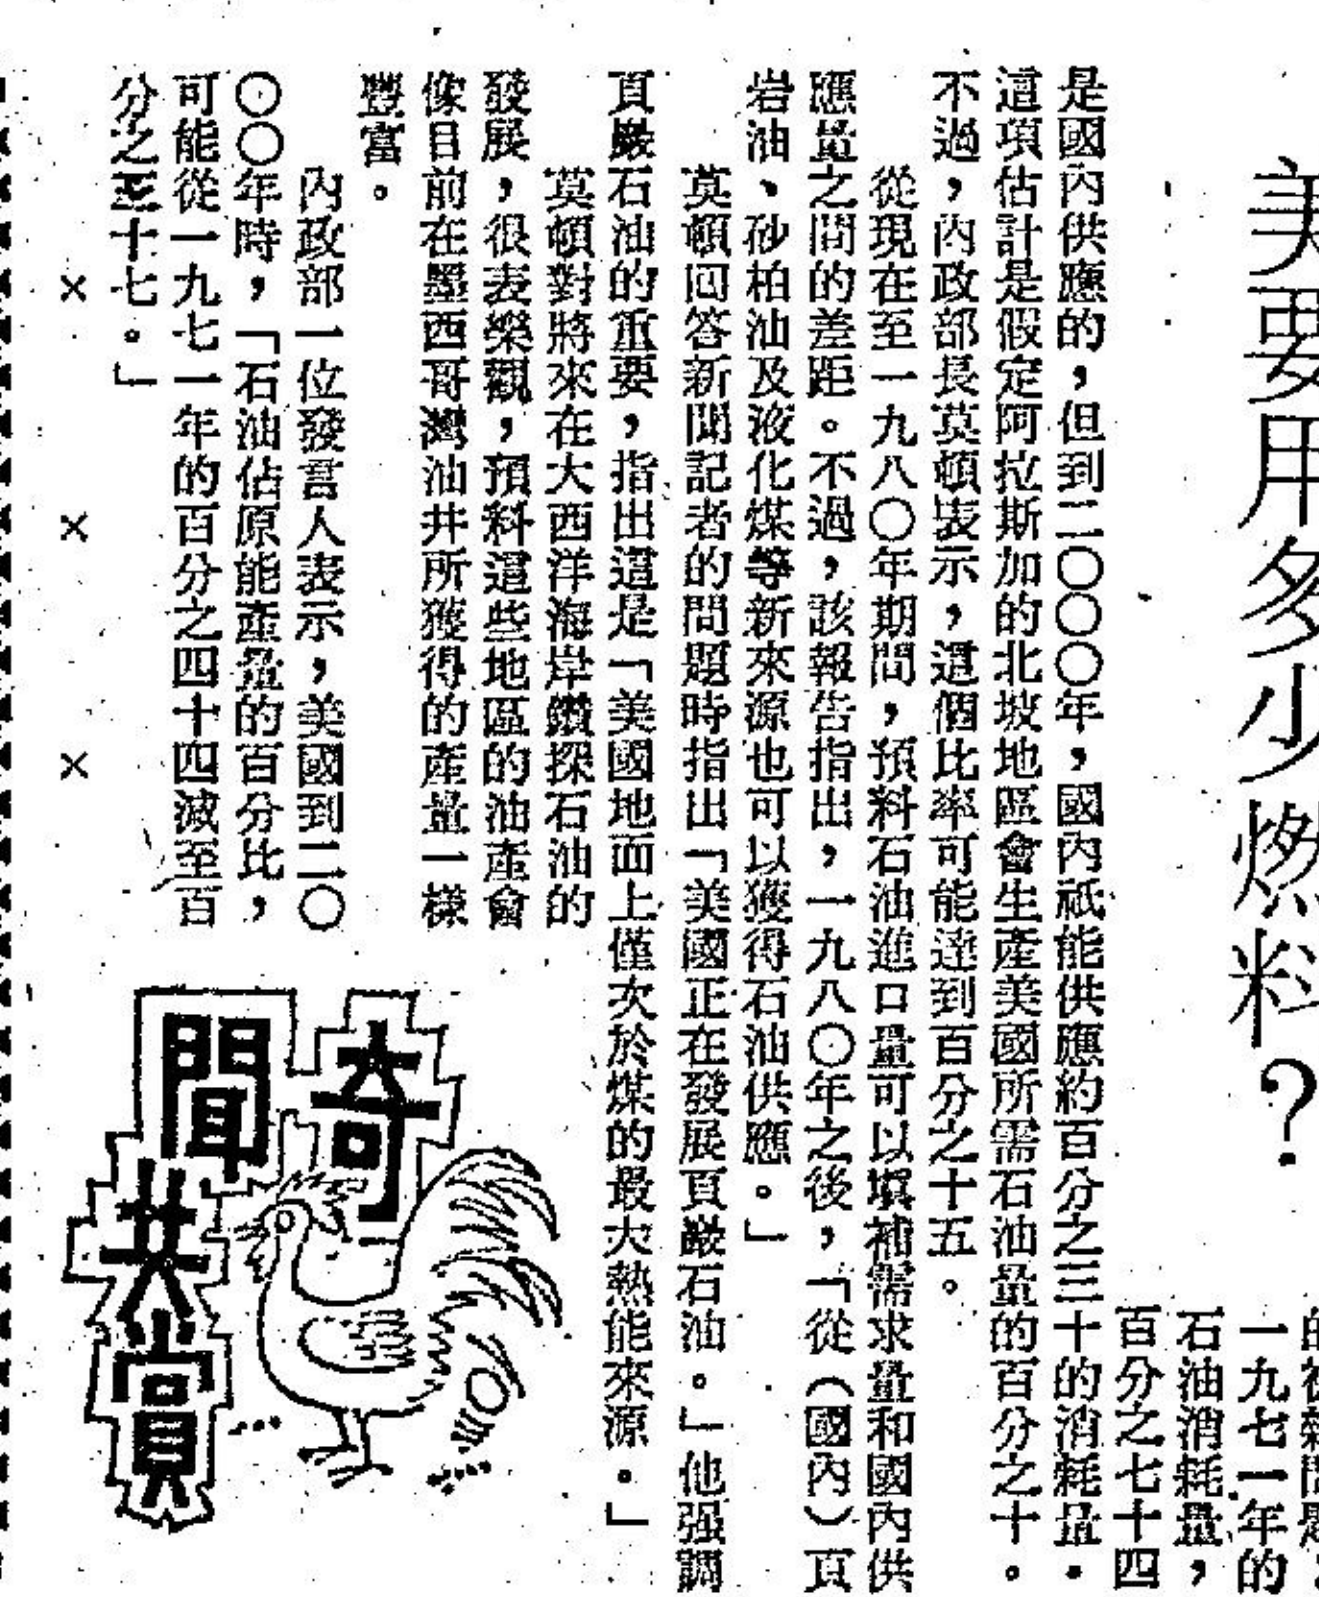 美要用多少燃料?
一九七一年的
石油消耗量，
百分之七十四
是國內供應的，但到二〇〇〇年，國內祇能供應約百分之三十的消耗量。
這項估計是假定阿拉斯加的北坡地區會生產美國所需石油量的百分之十。
不過，內政部長莫頓表示，這個比率可能達到百分之十五。
從現在至一九八〇年期間，預料石油進口量可以填補需求量和國內供
應量之間的差距。不過，該報告指出，一九八〇年之後，「從（國內）頁
岩油、砂柏油及液化煤等新來源也可以獲得石油供應。」
莫頓回答新聞記者的問題時指出「美國正在發展頁巖石油。」他强調
頁巖石油的重要，指出這是「美國地面上僅次於煤的最大熱能來源。」
莫頓對將來在大西洋海岸鑽探石油的
發展，很表樂觀，預料這些地區的油產會
像目前在墨西哥灣油井所獲得的產量一樣
豐富。
內政部一位發言人表示，美國到二〇
〇〇年時，「石油佔原能產量的百分比，
可能從一九七一年的百分之四十四減至百
分之三十七。」
× × ×
奇聞共賞